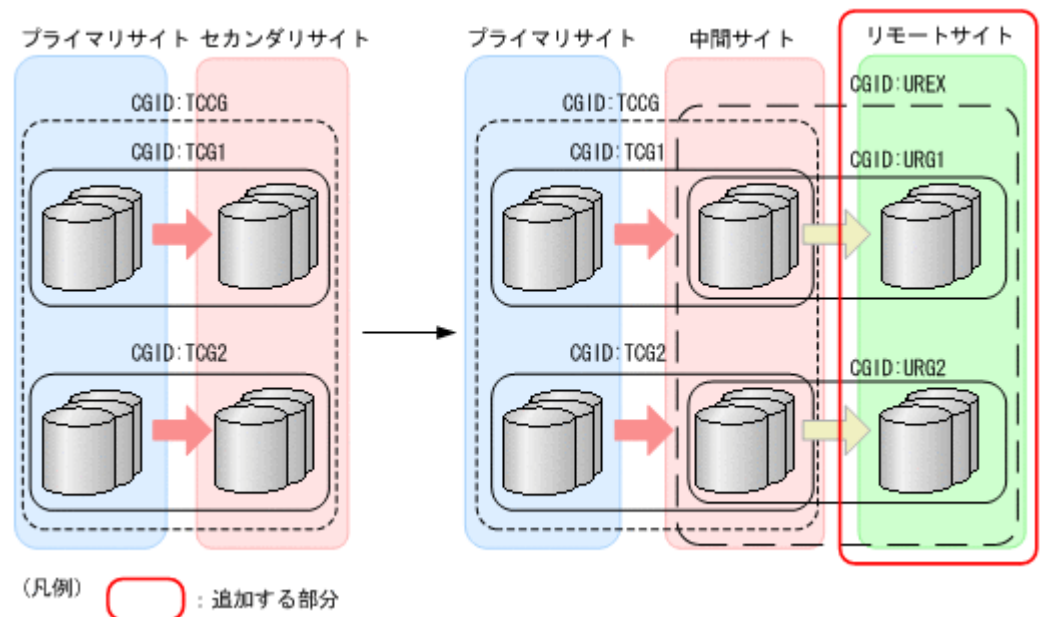 プライマリサイト セカンダリサイト
CGID:TCCG
CGID:TCG1
CGID:TCG2
プライマリサイト 中間サイト リモートサイト
CGID:TCCG CGID:UREX
CGID:TCG1 CGID:URG1
CGID:TCG2 CGID:URG2
(凡例) : 追加する部分